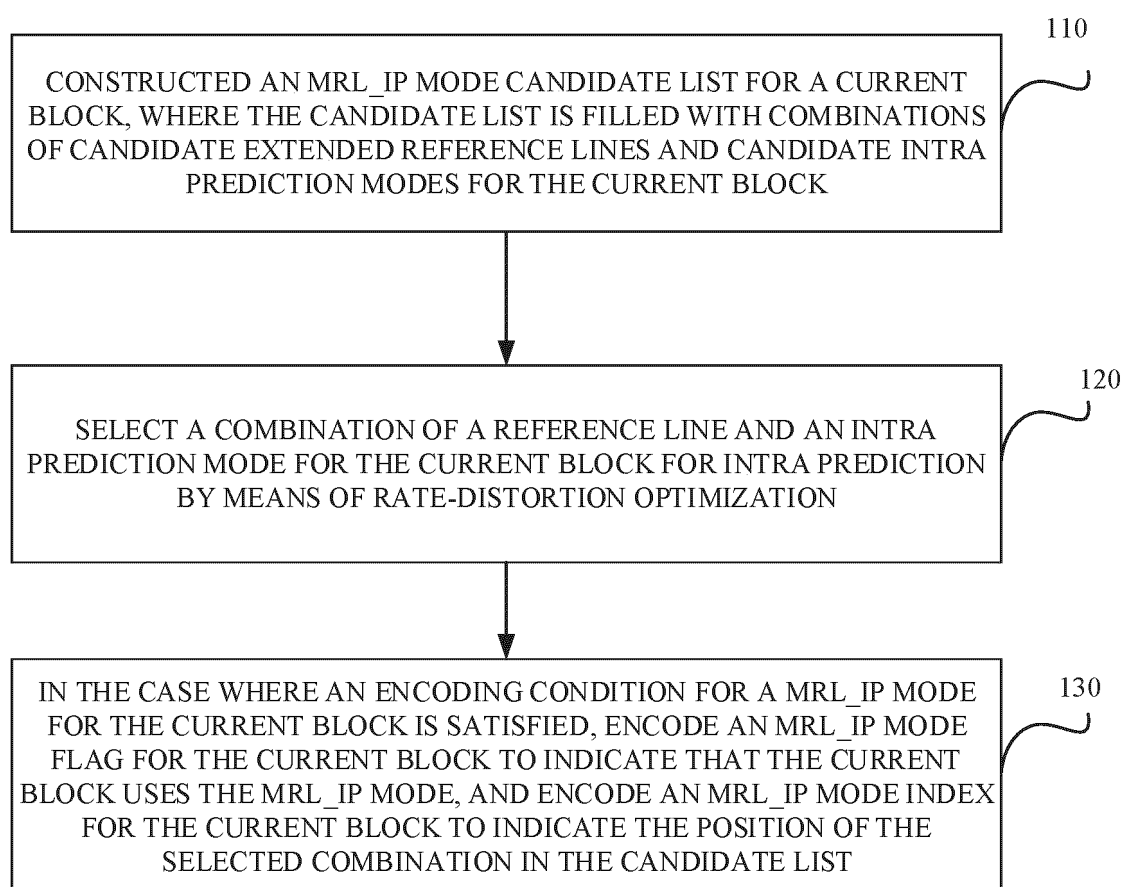 110
CONSTRUCTED AN MRL_IP MODE CANDIDATE LIST FOR A CURRENT
BLOCK, WHERE THE CANDIDATE LIST IS FILLED WITH COMBINATIONS
OF CANDIDATE EXTENDED REFERENCE LINES AND CANDIDATE INTRA
PREDICTION MODES FOR THE CURRENT BLOCK
120
SELECT A COMBINATION OF A REFERENCE LINE AND AN INTRA
PREDICTION MODE FOR THE CURRENT BLOCK FOR INTRA PREDICTION
BY MEANS OF RATE-DISTORTION OPTIMIZATION
130
IN THE CASE WHERE AN ENCODING CONDITION FOR A MRL_IP MODE
FOR THE CURRENT BLOCK IS SATISFIED, ENCODE AN MRL_IP MODE
FLAG FOR THE CURRENT BLOCK TO INDICATE THAT THE CURRENT
BLOCK USES THE MRL_IP MODE, AND ENCODE AN MRL_IP MODE INDEX
FOR THE CURRENT BLOCK TO INDICATE THE POSITION OF THE
SELECTED COMBINATION IN THE CANDIDATE LIST